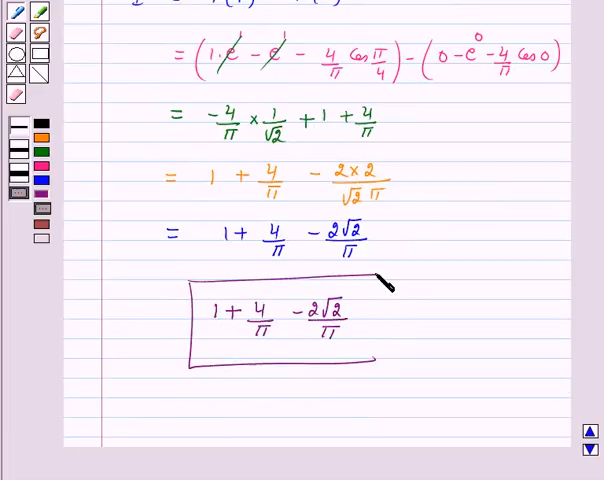 = (1·e¹ - e¹ - 4/π cos π/4) - (0 - e⁰ - 4/π cos 0)
= -4/π × 1/√2 + 1 + 4/π
= 1 + 4/π - 2×2/√2 π
= 1 + 4/π - 2√2/π
1 + 4/π - 2√2/π